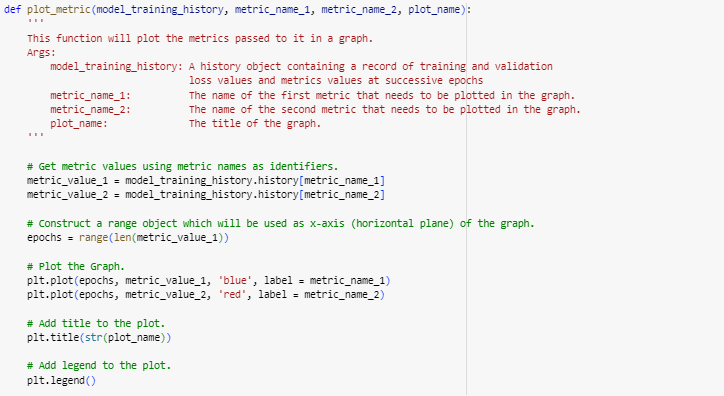 def plot_metric(model_training_history, metric_name_1, metric_name_2, plot_name):
    '''
    This function will plot the metrics passed to it in a graph.
    Args:
        model_training_history: A history object containing a record of training and validation
                                loss values and metrics values at successive epochs
        metric_name_1:          The name of the first metric that needs to be plotted in the graph.
        metric_name_2:          The name of the second metric that needs to be plotted in the graph.
        plot_name:              The title of the graph.
    '''
    # Get metric values using metric names as identifiers.
    metric_value_1 = model_training_history.history[metric_name_1]
    metric_value_2 = model_training_history.history[metric_name_2]
    # Construct a range object which will be used as x-axis (horizontal plane) of the graph.
    epochs = range(len(metric_value_1))
    # Plot the Graph.
    plt.plot(epochs, metric_value_1, 'blue', label = metric_name_1)
    plt.plot(epochs, metric_value_2, 'red', label = metric_name_2)
    # Add title to the plot.
    plt.title(str(plot_name))
    # Add legend to the plot.
    plt.legend()